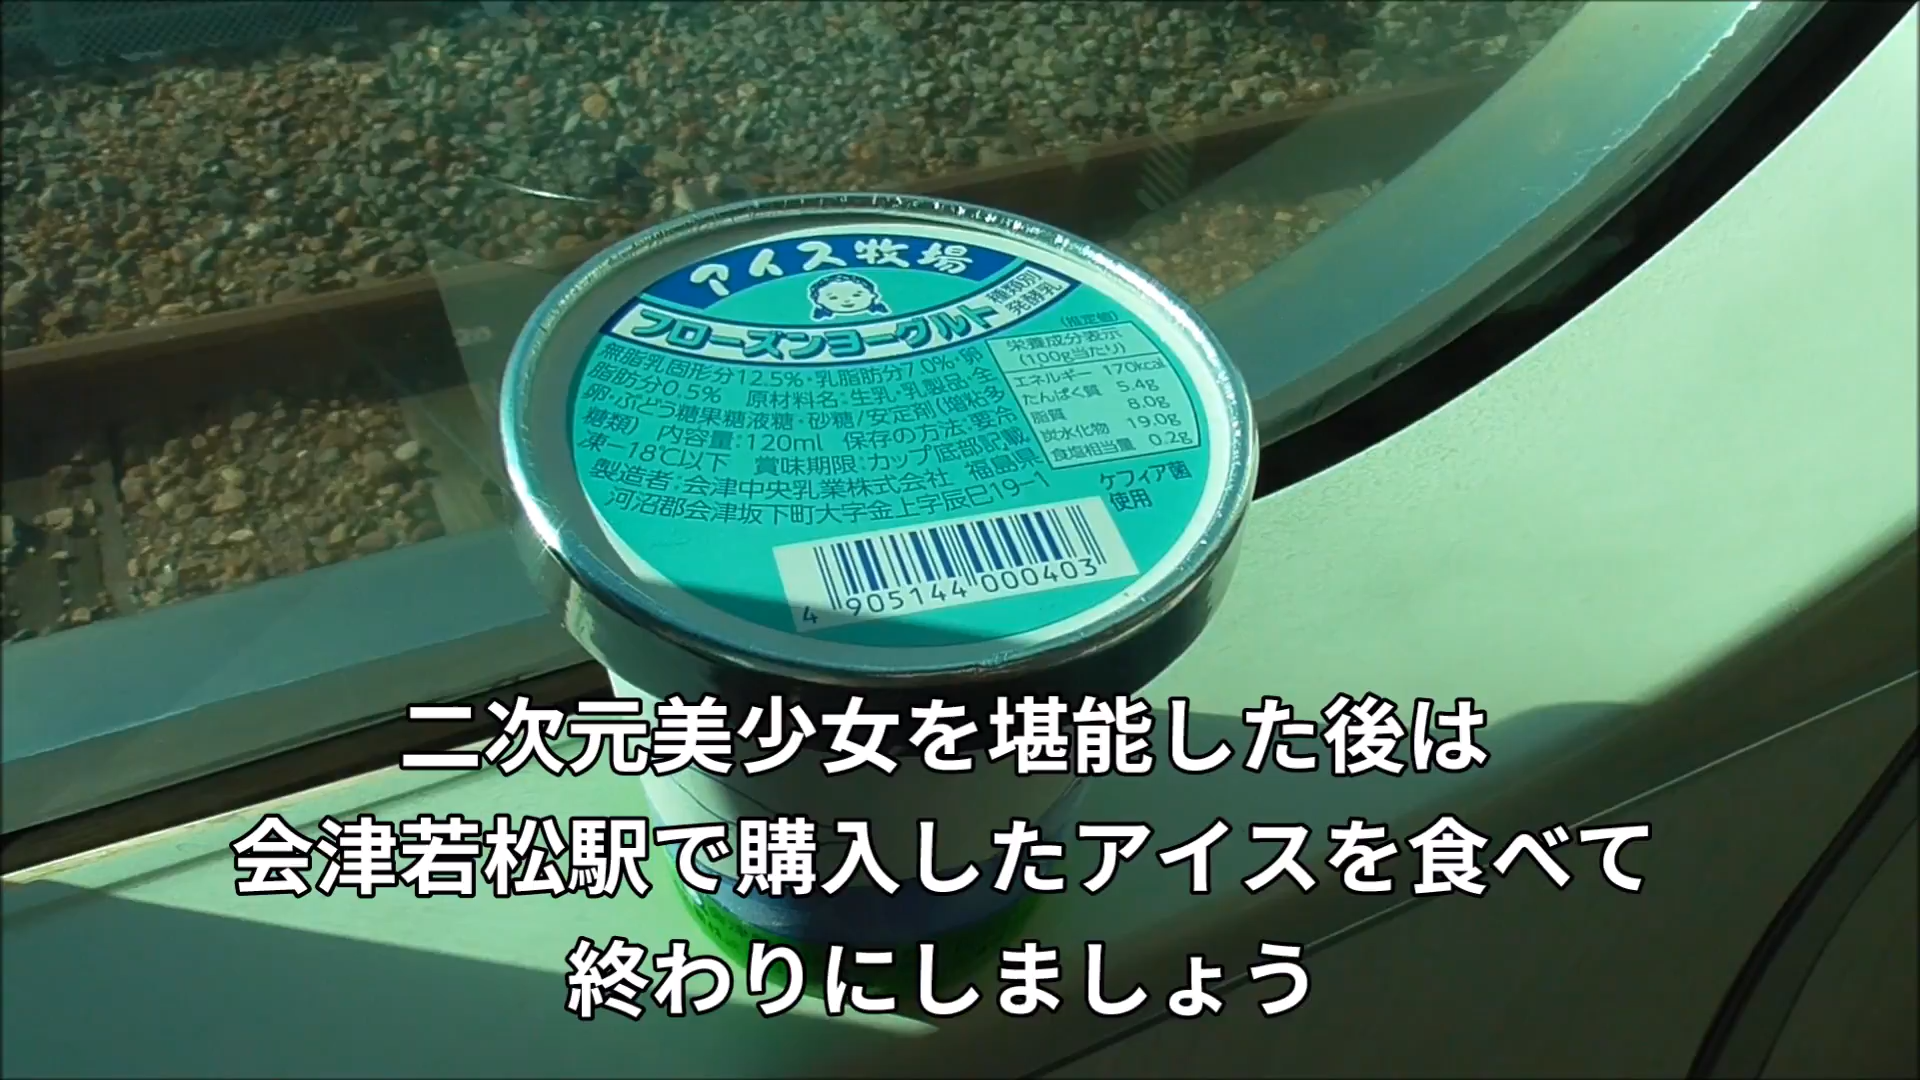 アイス牧場
フローズンヨーグルト
種類別
発酵乳
無脂乳固形分12.5%・乳脂肪分7.0%・卵
脂肪分0.5% 原材料名:生乳・乳製品・全
卵・ぶどう糖果糖液糖・砂糖/安定剤(増粘多
糖類) 内容量:120ml 保存の方法:要冷
凍-18℃以下 賞味期限:カップ底部記載
製造者:会津中央乳業株式会社 福島県
河沼郡会津坂下町大字金上字辰巳19-1
(推定値)
栄養成分表示
(100g当たり)
エネルギー 170kcal
たんぱく質 5.4g
脂質 8.0g
炭水化物 19.0g
食塩相当量 0.2g
ケフィア菌
使用
4 905144 000403
二次元美少女を堪能した後は
会津若松駅で購入したアイスを食べて
終わりにしましょう